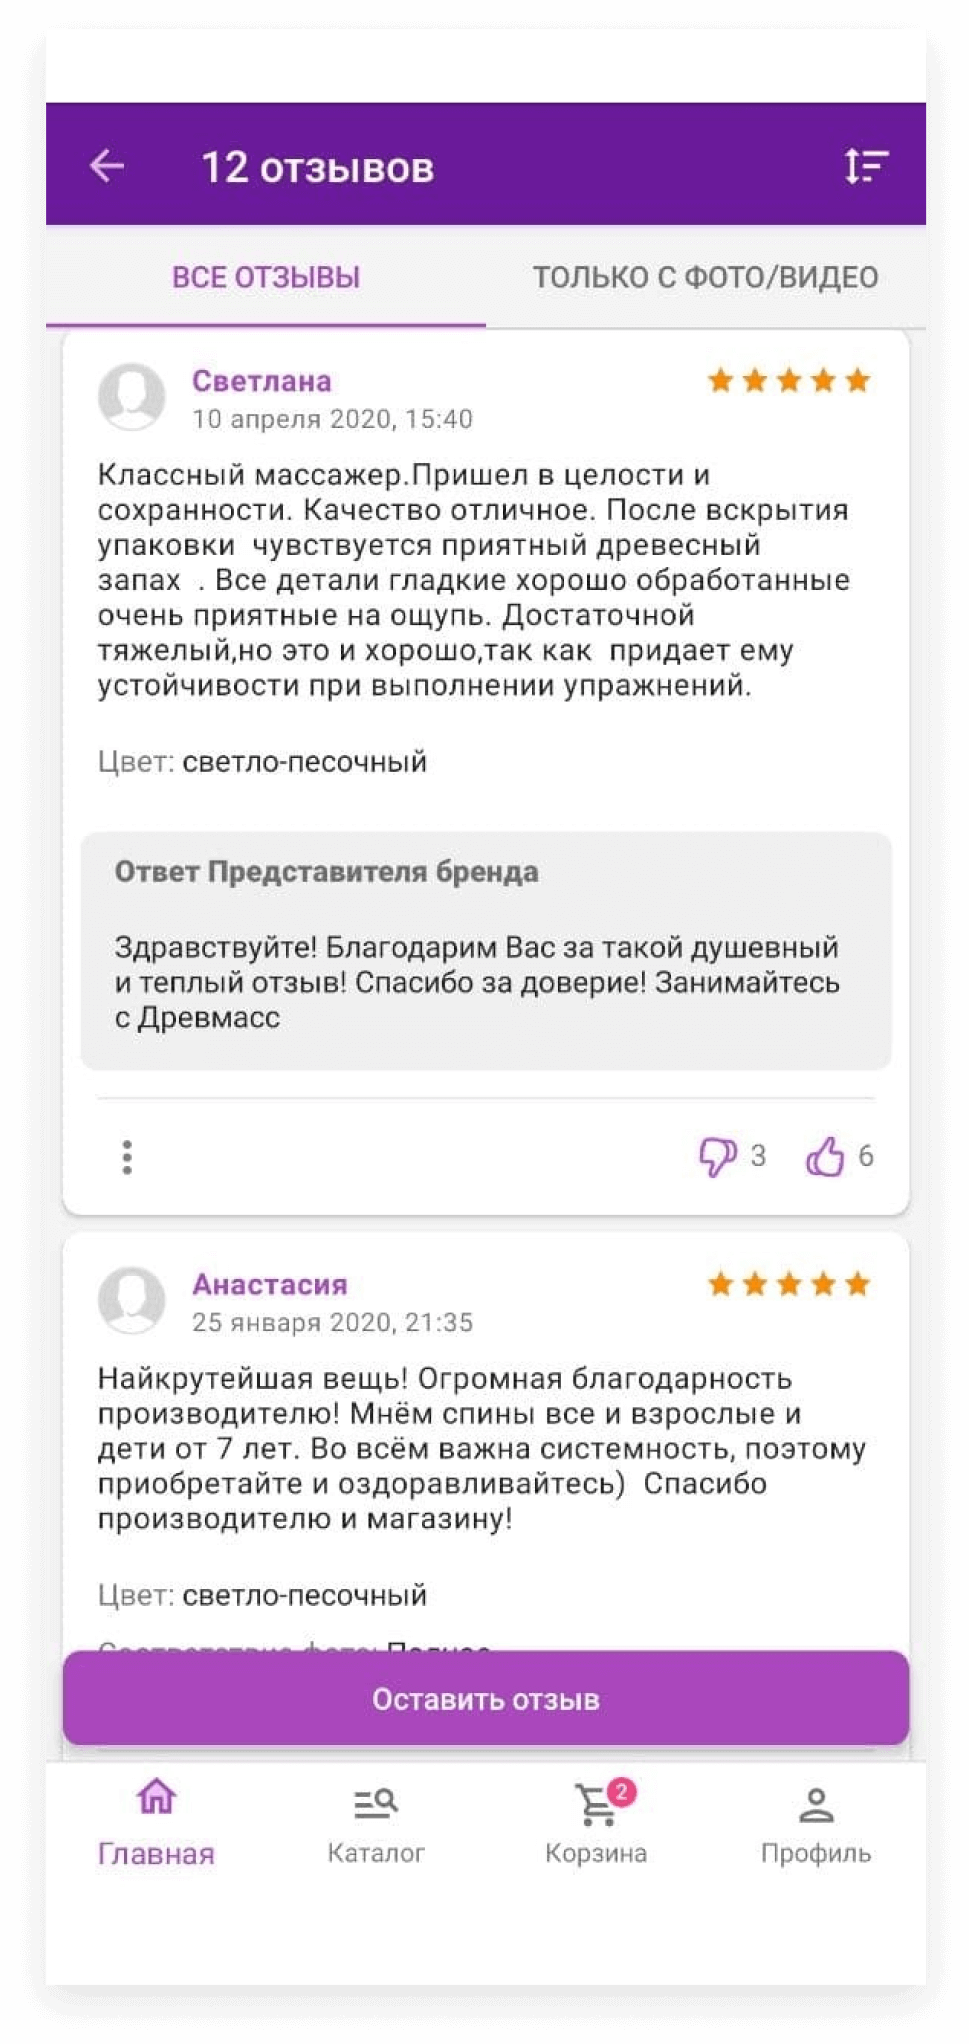 12 отзывов
ВСЕ ОТЗЫВЫ
ТОЛЬКО С ФОТО/ВИДЕО
Светлана
10 апреля 2020, 15:40
Классный массажер.Пришел в целости и
сохранности. Качество отличное. После вскрытия
упаковки  чувствуется приятный древесный
запах  . Все детали гладкие хорошо обработанные
очень приятные на ощупь. Достаточной
тяжелый,но это и хорошо,так как  придает ему
устойчивости при выполнении упражнений.
Цвет: светло-песочный
Ответ Представителя бренда
Здравствуйте! Благодарим Вас за такой душевный
и теплый отзыв! Спасибо за доверие! Занимайтесь
с Древмасс
3
6
Анастасия
25 января 2020, 21:35
Найкрутейшая вещь! Огромная благодарность
производителю! Мнём спины все и взрослые и
дети от 7 лет. Во всём важна системность, поэтому
приобретайте и оздоравливайтесь)  Спасибо
производителю и магазину!
Цвет: светло-песочный
Оставить отзыв
2
Главная
Каталог
Корзина
Профиль